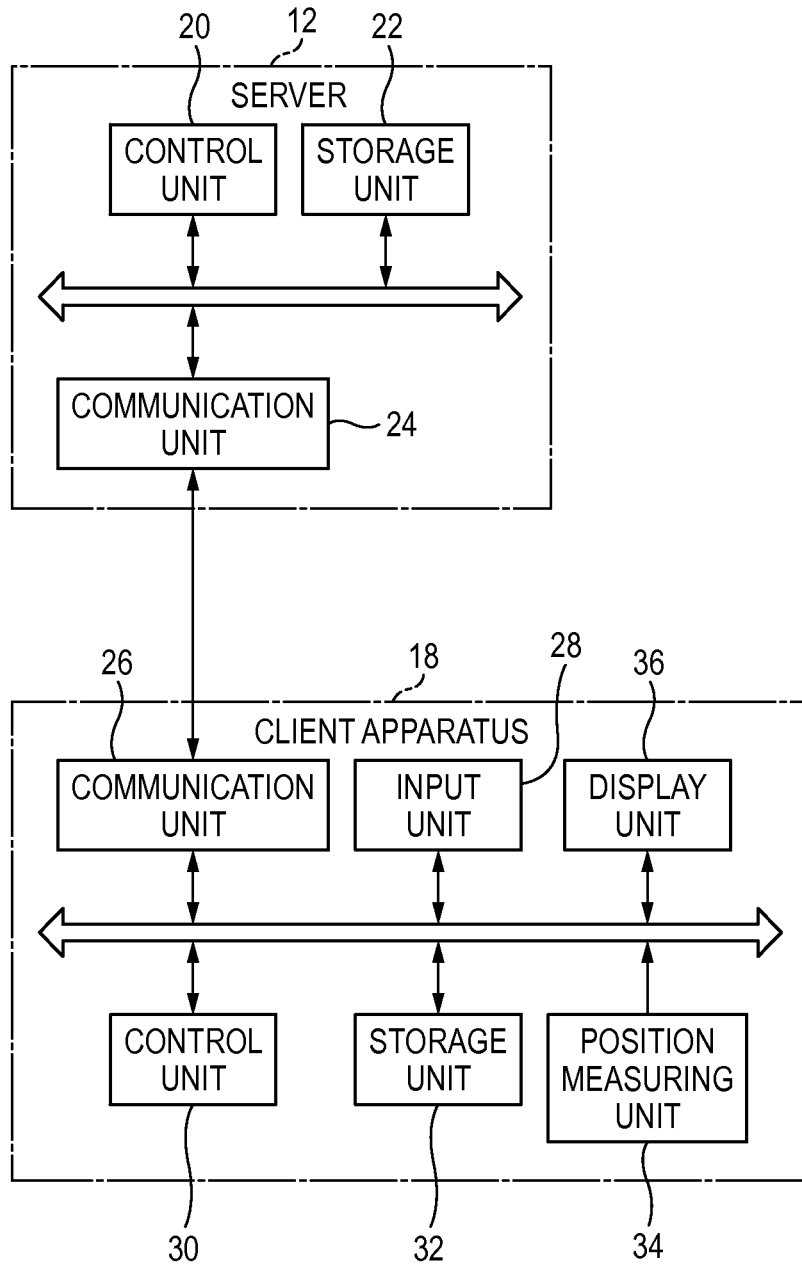 20
12
22
SERVER
CONTROL
UNIT
STORAGE
UNIT
COMMUNICATION
UNIT
24
26
18
28
36
CLIENT APPARATUS
COMMUNICATION
UNIT
INPUT
UNIT
DISPLAY
UNIT
CONTROL
UNIT
STORAGE
UNIT
POSITION
MEASURING
UNIT
30
32
34